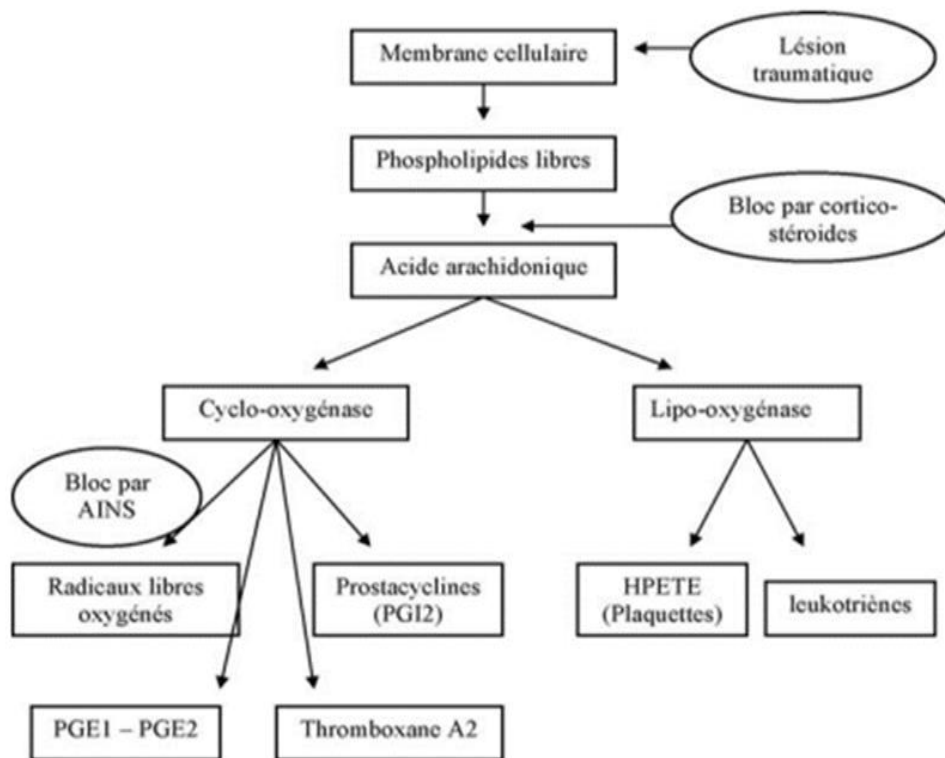 Membrane cellulaire
Lésion
traumatique
Phospholipides libres
Bloc par cortico-
stéroides
Acide arachidonique
Cyclo-oxygénase
Lipo-oxygénase
Bloc par
AINS
Radicaux libres
oxygénés
Prostacyclines
(PGI2)
HPETE
(Plaquettes)
leukotriènes
PGE1 – PGE2
Thromboxane A2